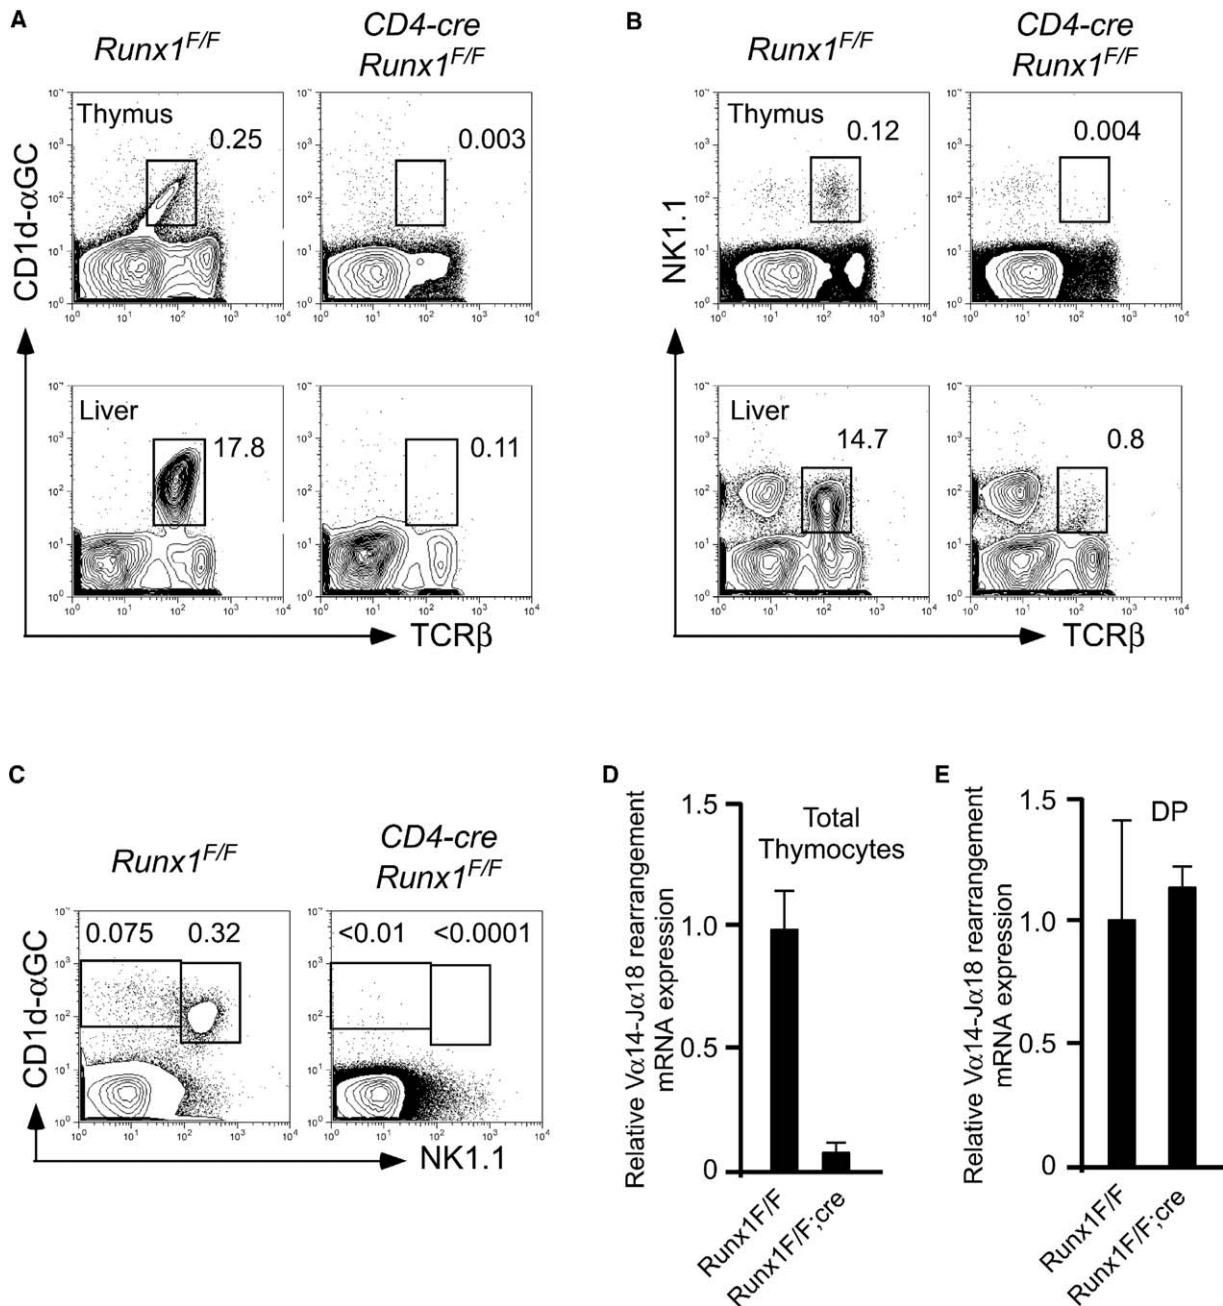 A
Runx1F/F
CD4-cre
Runx1F/F
Thymus
0.25
0.003
CD1d-αGC
Liver
17.8
0.11
TCRβ
B
Runx1F/F
CD4-cre
Runx1F/F
Thymus
0.12
0.004
NK1.1
Liver
14.7
0.8
TCRβ
C
Runx1F/F
CD4-cre
Runx1F/F
0.075 0.32
<0.01 <0.0001
CD1d-αGC
NK1.1
D
Relative Vα14-Jα18 rearrangement
mRNA expression
1.5
1.0
0.5
0
Total
Thymocytes
Runx1F/F
Runx1F/F;cre
E
Relative Vα14-Jα18 rearrangement
mRNA expression
1.5
1.0
0.5
0
DP
Runx1F/F
Runx1F/F;cre